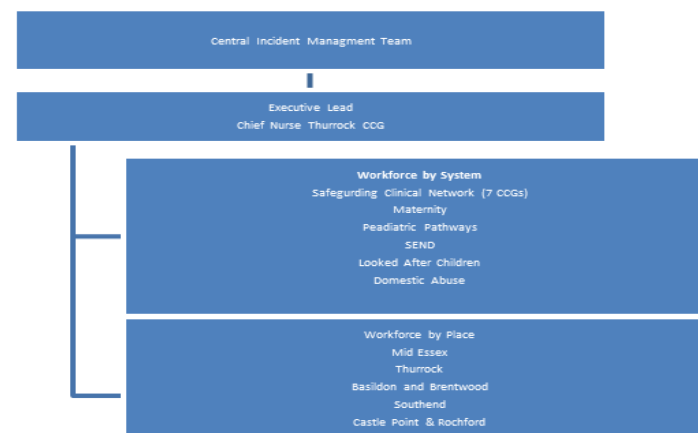 Central Incident Managment Team
Executive Lead
Chief Nurse Thurrock CCG
Workforce by System
Safegurding Clinical Network (7 CCGs)
Maternity
Peadiatric Pathways
SEND
Looked After Children
Domestic Abuse
Workforce by Place
Mid Essex
Thurrock
Basildon and Brentwood
Southend
Castle Point & Rochford